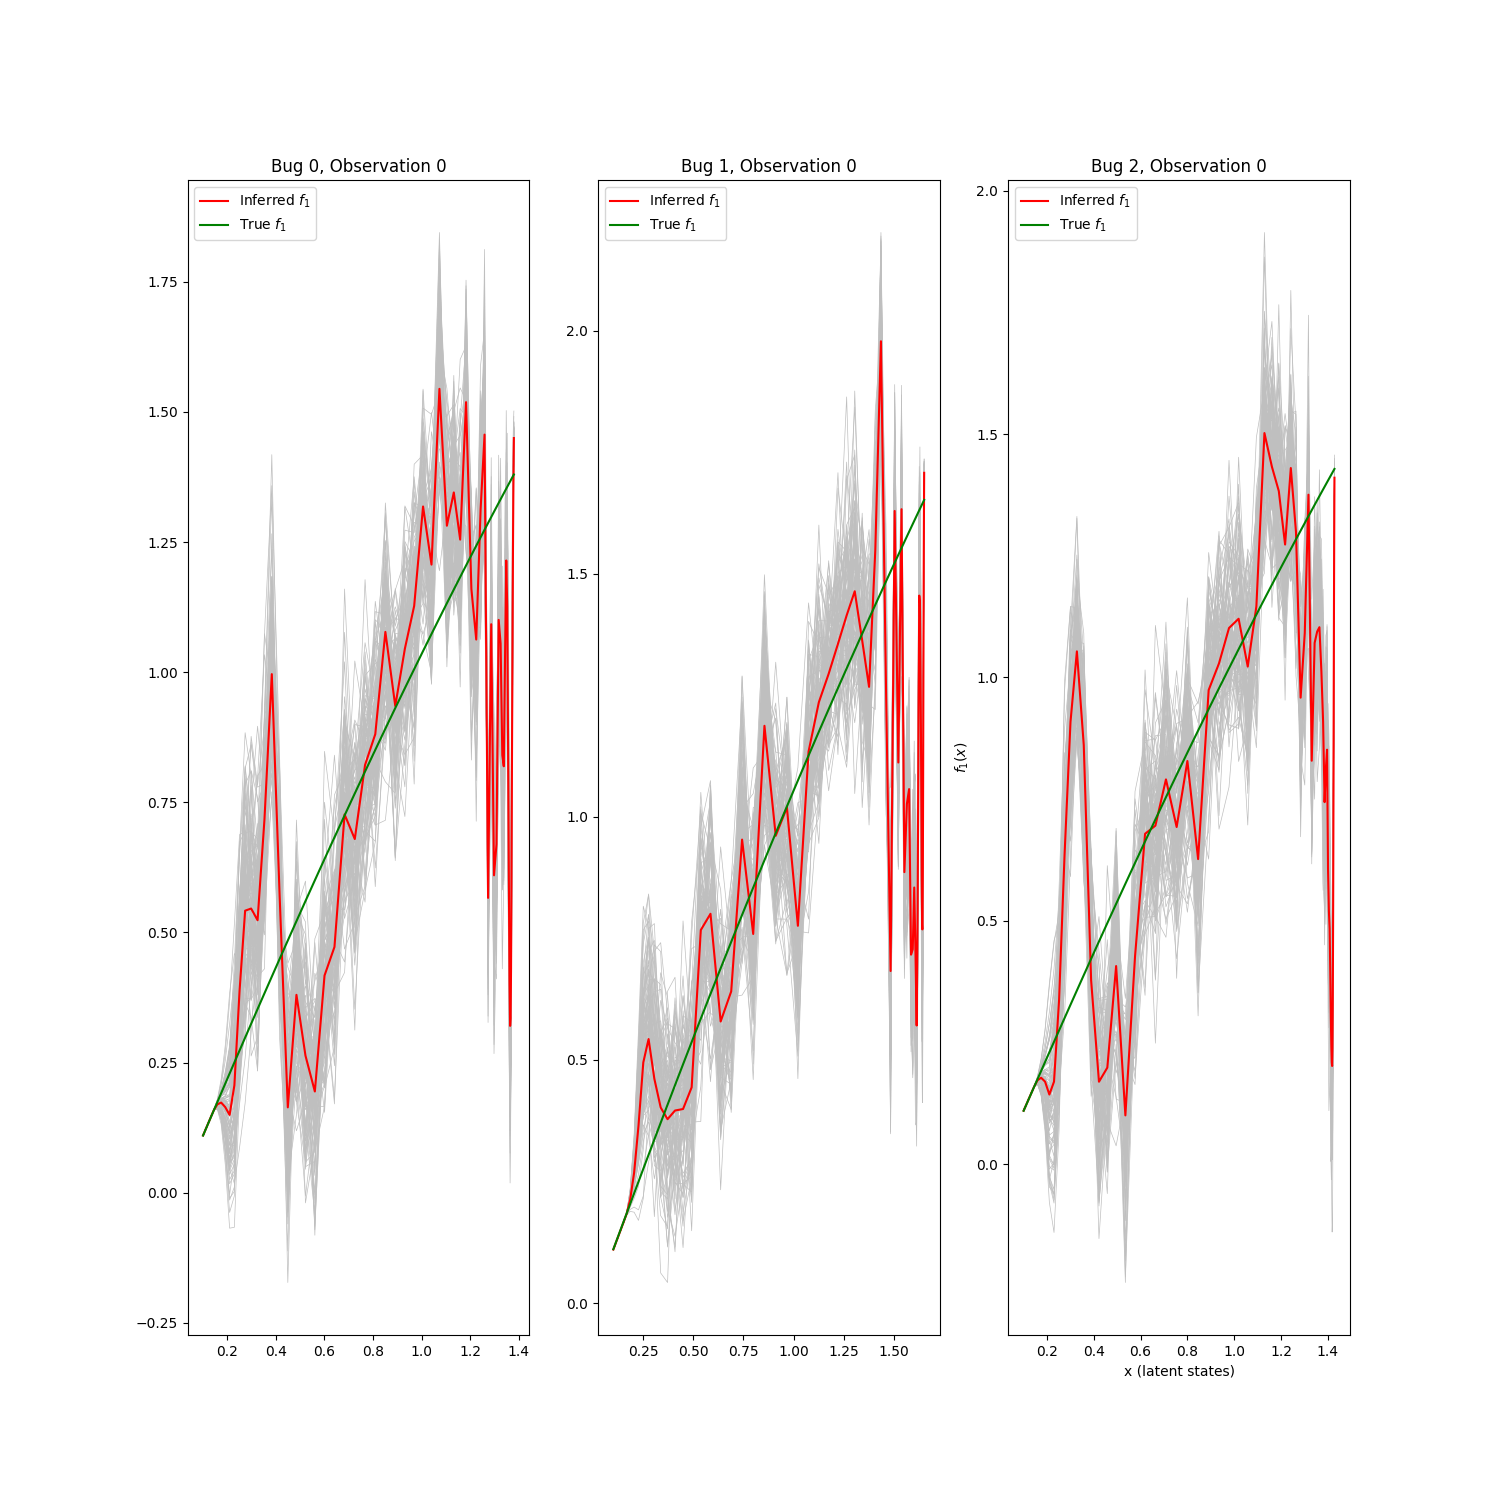 Bug 0, Observation 0
Inferred f₁
True f₁
1.75
1.50
1.25
1.00
0.75
0.50
0.25
0.00
−0.25
0.2 0.4 0.6 0.8 1.0 1.2 1.4
Bug 1, Observation 0
Inferred f₁
True f₁
2.0
1.5
1.0
0.5
0.0
0.25 0.50 0.75 1.00 1.25 1.50
Bug 2, Observation 0
Inferred f₁
True f₁
f₁(x)
2.0
1.5
1.0
0.5
0.0
0.2 0.4 0.6 0.8 1.0 1.2 1.4
x (latent states)